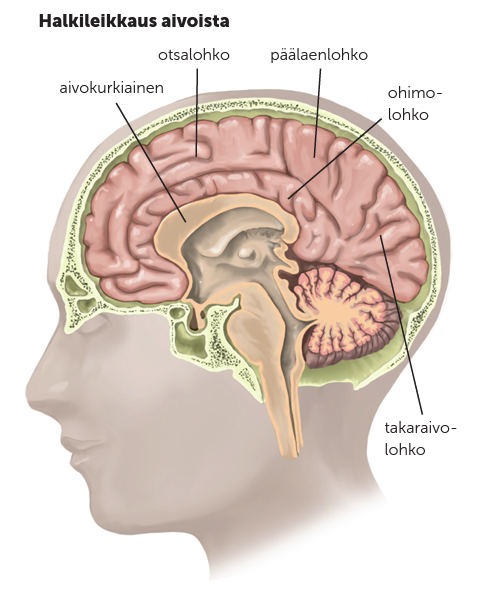 Halkileikkaus aivoista
otsalohko
päälaenlohko
aivokurkiainen
ohimo-
lohko
takaraivo-
lohko